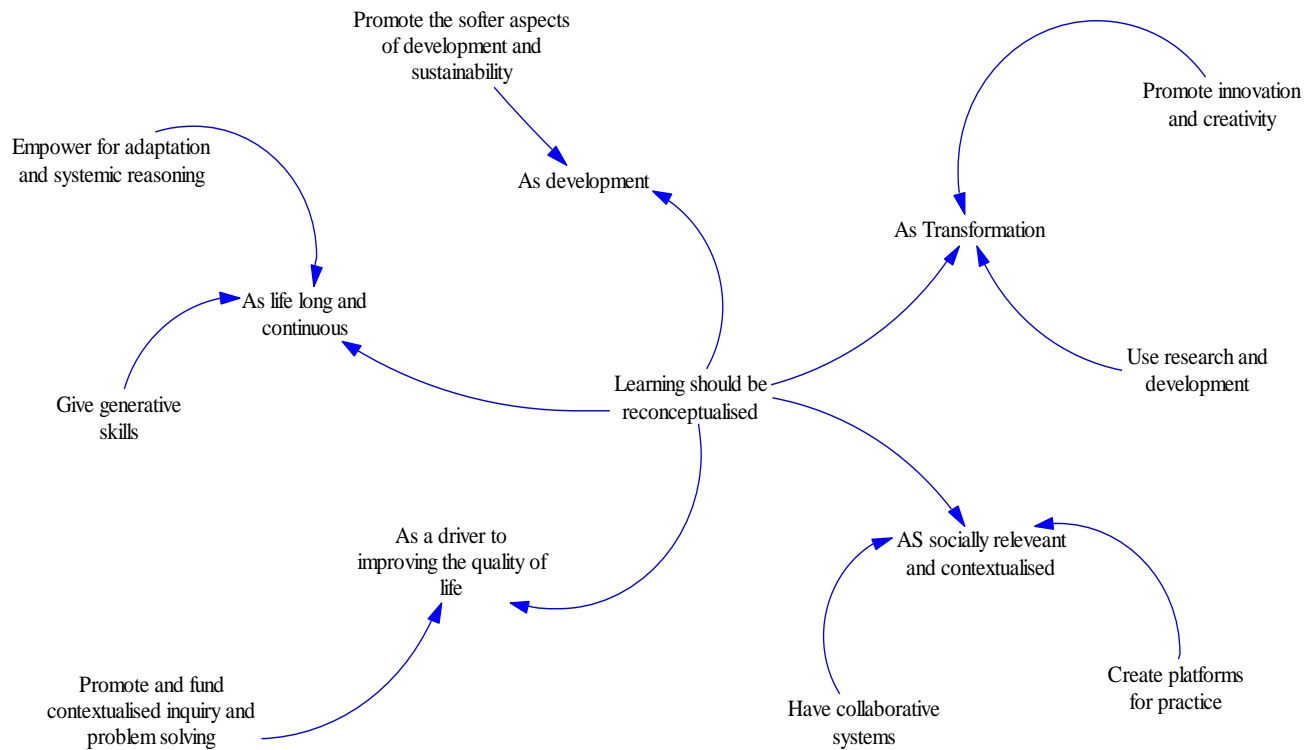 Promote the softer aspects
of development and
sustainability
Promote innovation
and creativity
Empower for adaptation
and systemic reasoning
As development
As Transformation
As life long and
continuous
Use research and
development
Learning should be
reconceptualised
Give generative
skills
As a driver to
improving the quality of
life
AS socially releveant
and contextualised
Promote and fund
contextualised inquiry and
problem solving
Have collaborative
systems
Create platforms
for practice